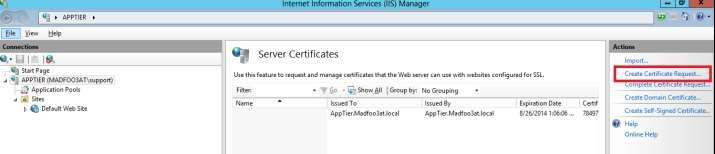 Internet Information Services (IIS) Manager
APPTIER
File View Help
Connections
Start Page
APPTIER (MADFOO3AT\support)
Application Pools
Sites
Default Web Site
Server Certificates
Use this feature to request and manage certificates that the Web server can use with websites configured for SSL.
Filter: Go Show All Group by: No Grouping
Name Issued To Issued By Expiration Date Certif
AppTier.Madfoo3at.local AppTier.Madfoo3at.local 8/26/2014 1:06:06 ... 78497
Actions
Import...
Create Certificate Request...
Complete Certificate Request...
Create Domain Certificate...
Create Self-Signed Certificate...
Help
Online Help